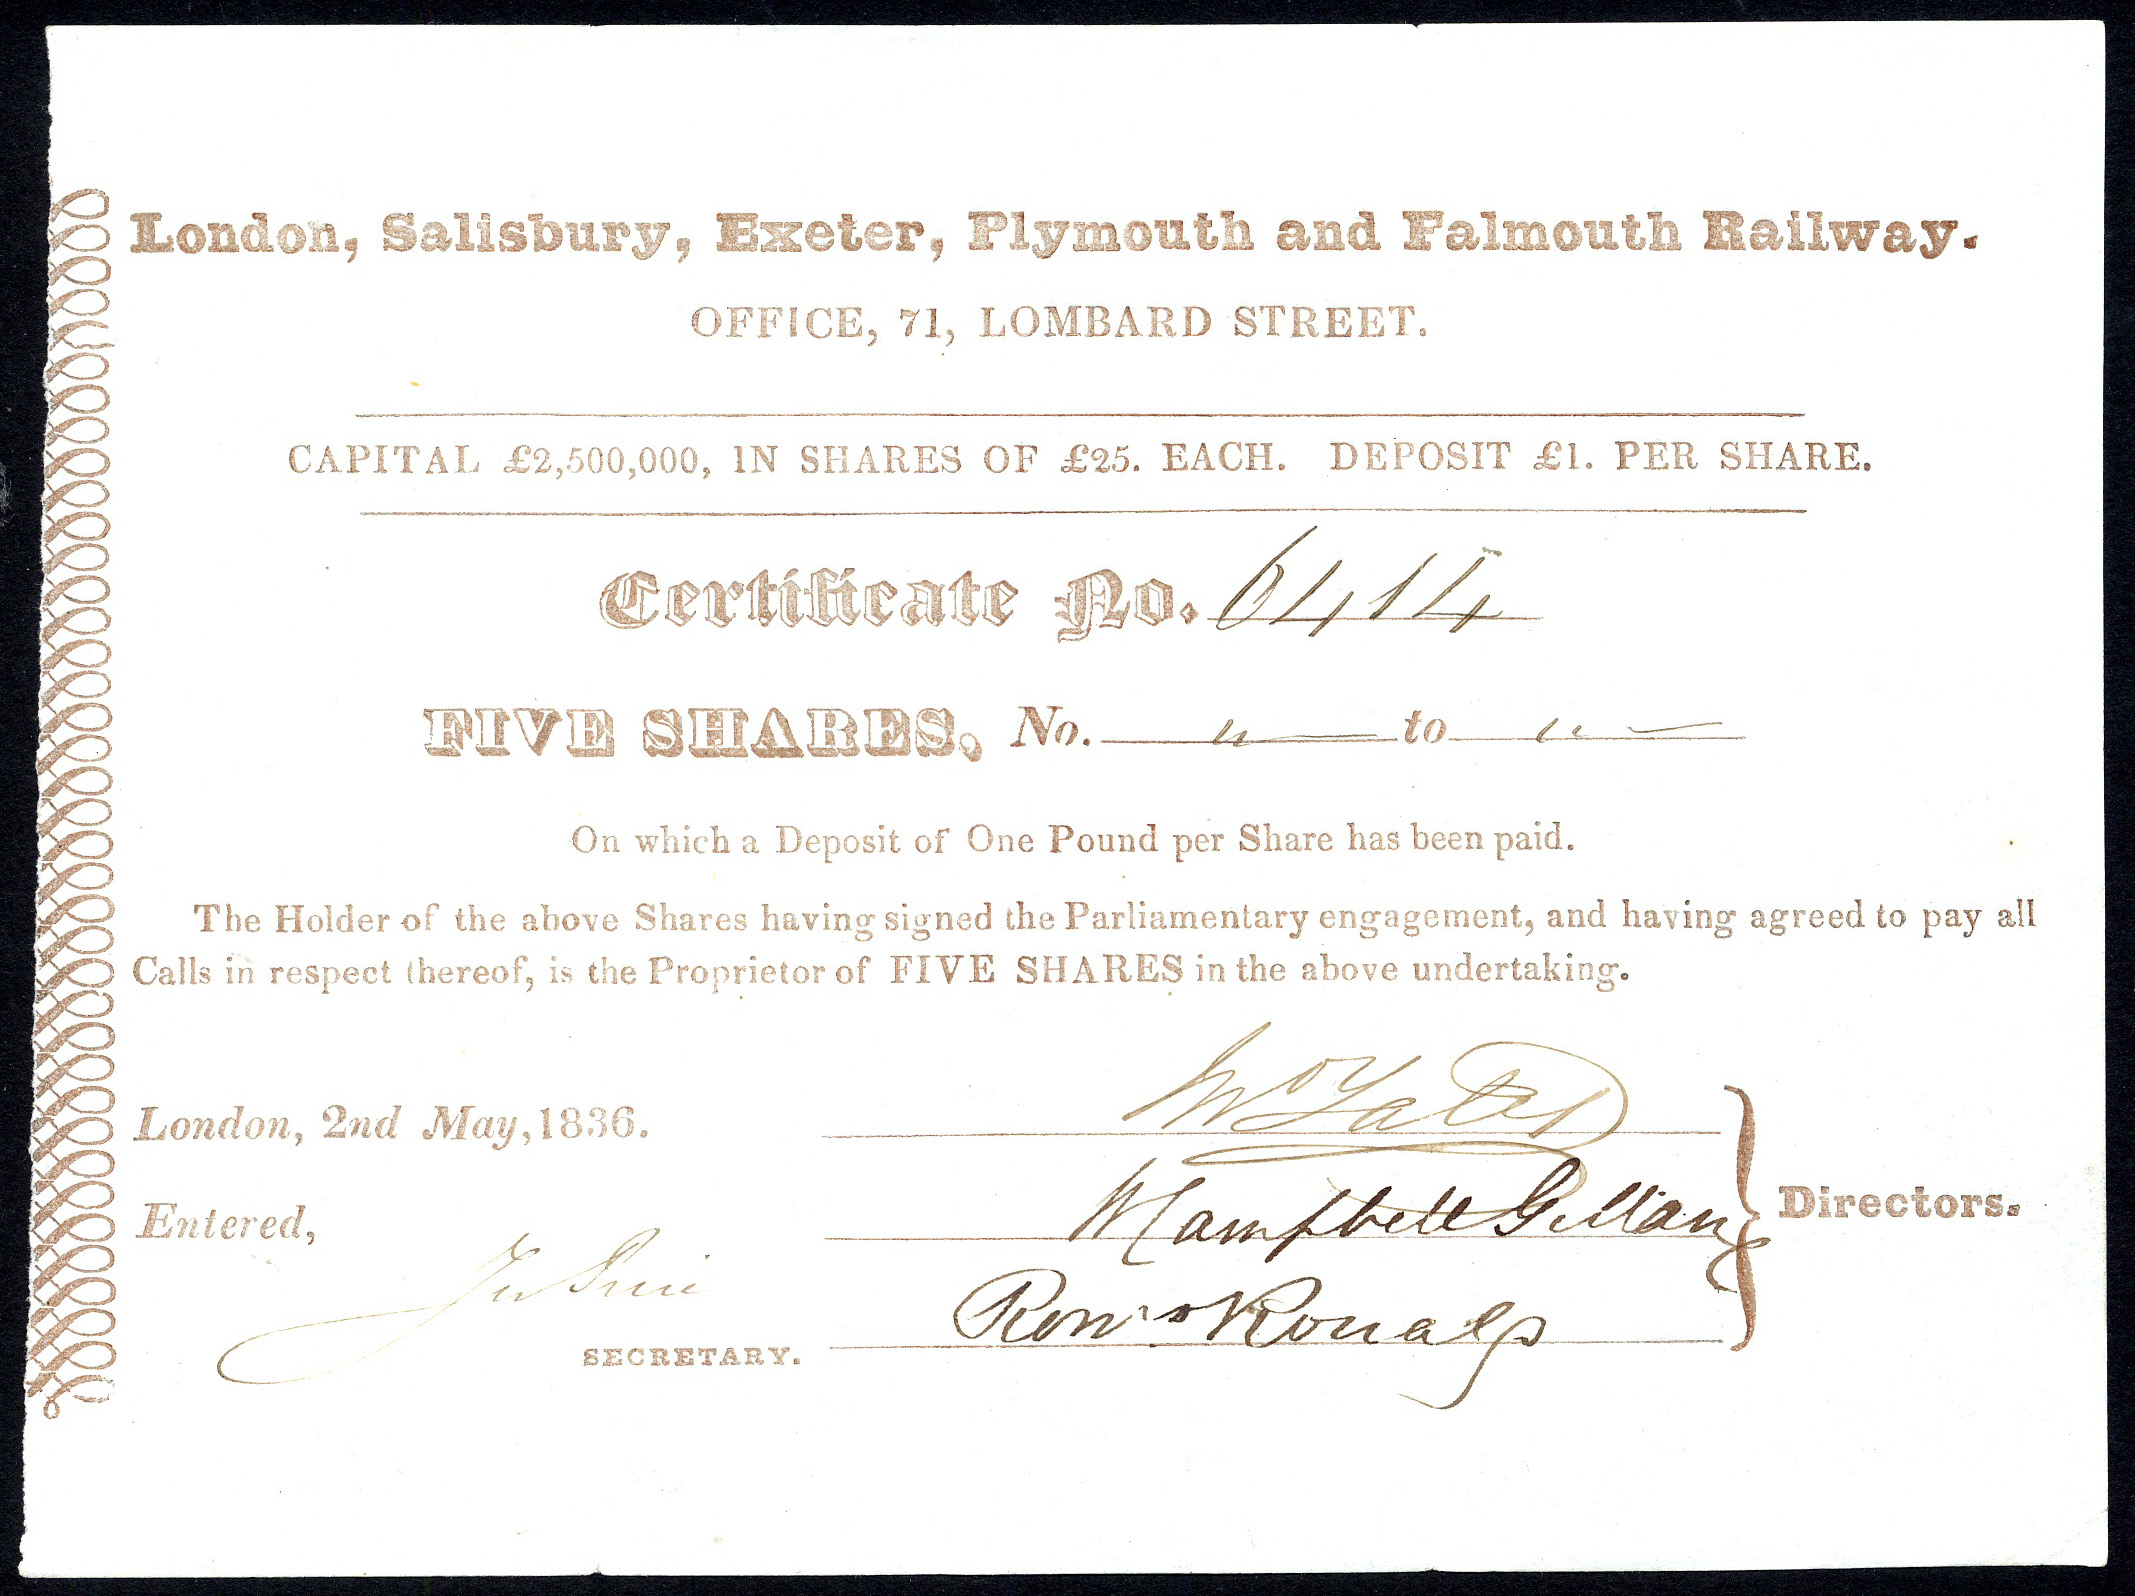 London, Salisbury, Exeter, Plymouth and Falmouth Railway.
OFFICE, 71, LOMBARD STREET.
CAPITAL £2,500,000, IN SHARES OF £25. EACH. DEPOSIT £1. PER SHARE.
Certificate No. 6414
FIVE SHARES, No. " to "
On which a Deposit of One Pound per Share has been paid.
The Holder of the above Shares having signed the Parliamentary engagement, and having agreed to pay all
Calls in respect thereof, is the Proprietor of FIVE SHARES in the above undertaking.
London, 2nd May, 1836.
Entered,
Campbell Gillan
Directors.
Ronalds
SECRETARY.